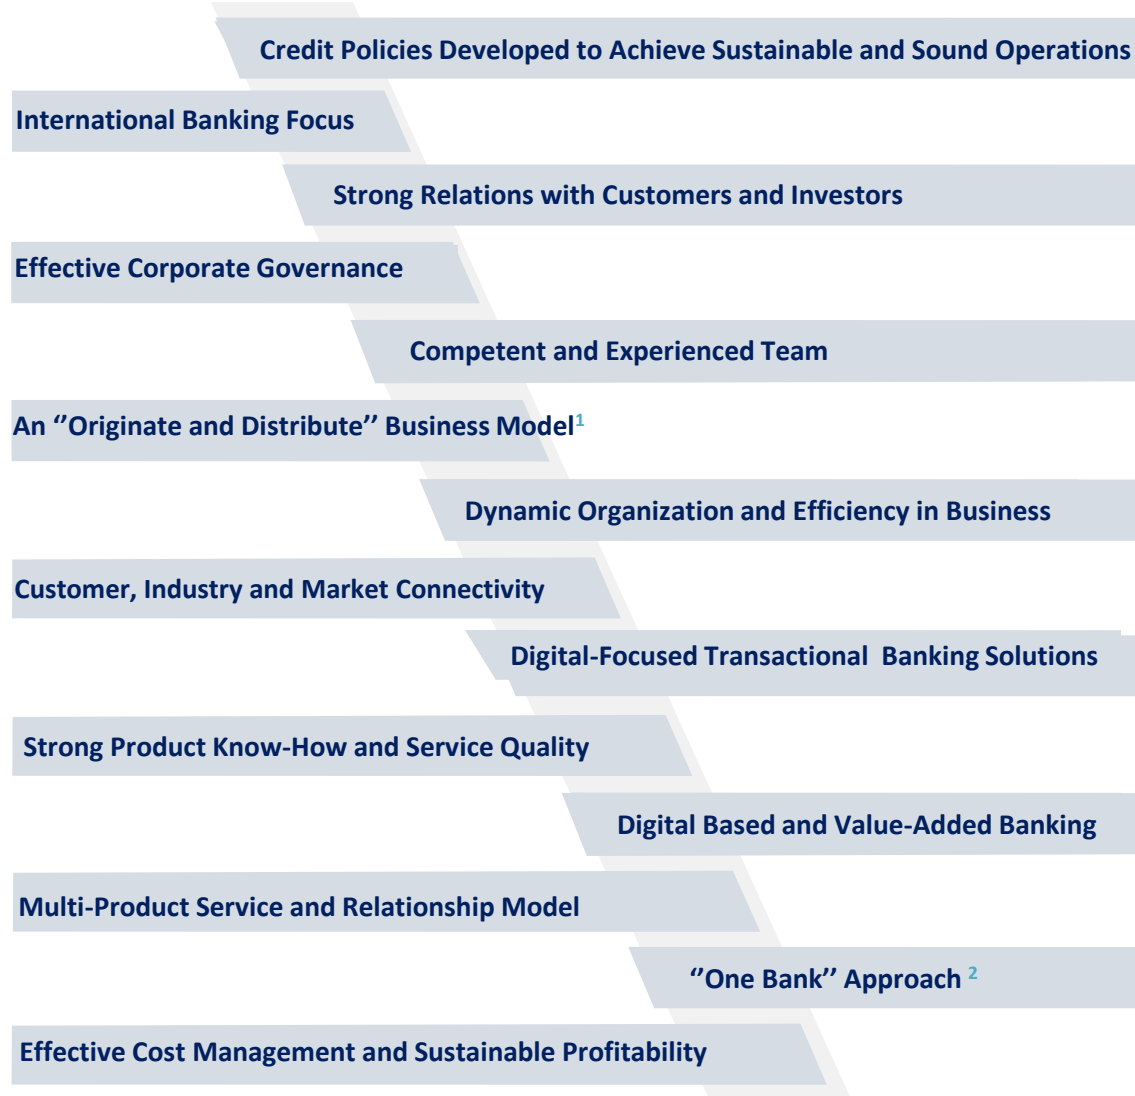 Credit Policies Developed to Achieve Sustainable and Sound Operations
International Banking Focus
Strong Relations with Customers and Investors
Effective Corporate Governance
Competent and Experienced Team
An ‘’Originate and Distribute’’ Business Model1
Dynamic Organization and Efficiency in Business
Customer, Industry and Market Connectivity
Digital-Focused Transactional Banking Solutions
Strong Product Know-How and Service Quality
Digital Based and Value-Added Banking
Multi-Product Service and Relationship Model
‘’One Bank’’ Approach 2
Effective Cost Management and Sustainable Profitability